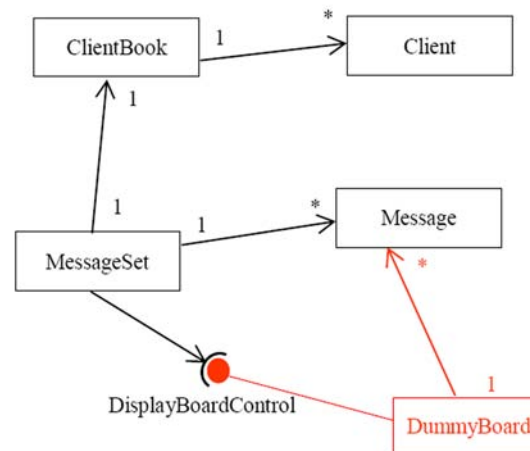 ClientBook
1
*
Client
1
1
1
*
Message
MessageSet
*
DisplayBoardControl
1
DummyBoard